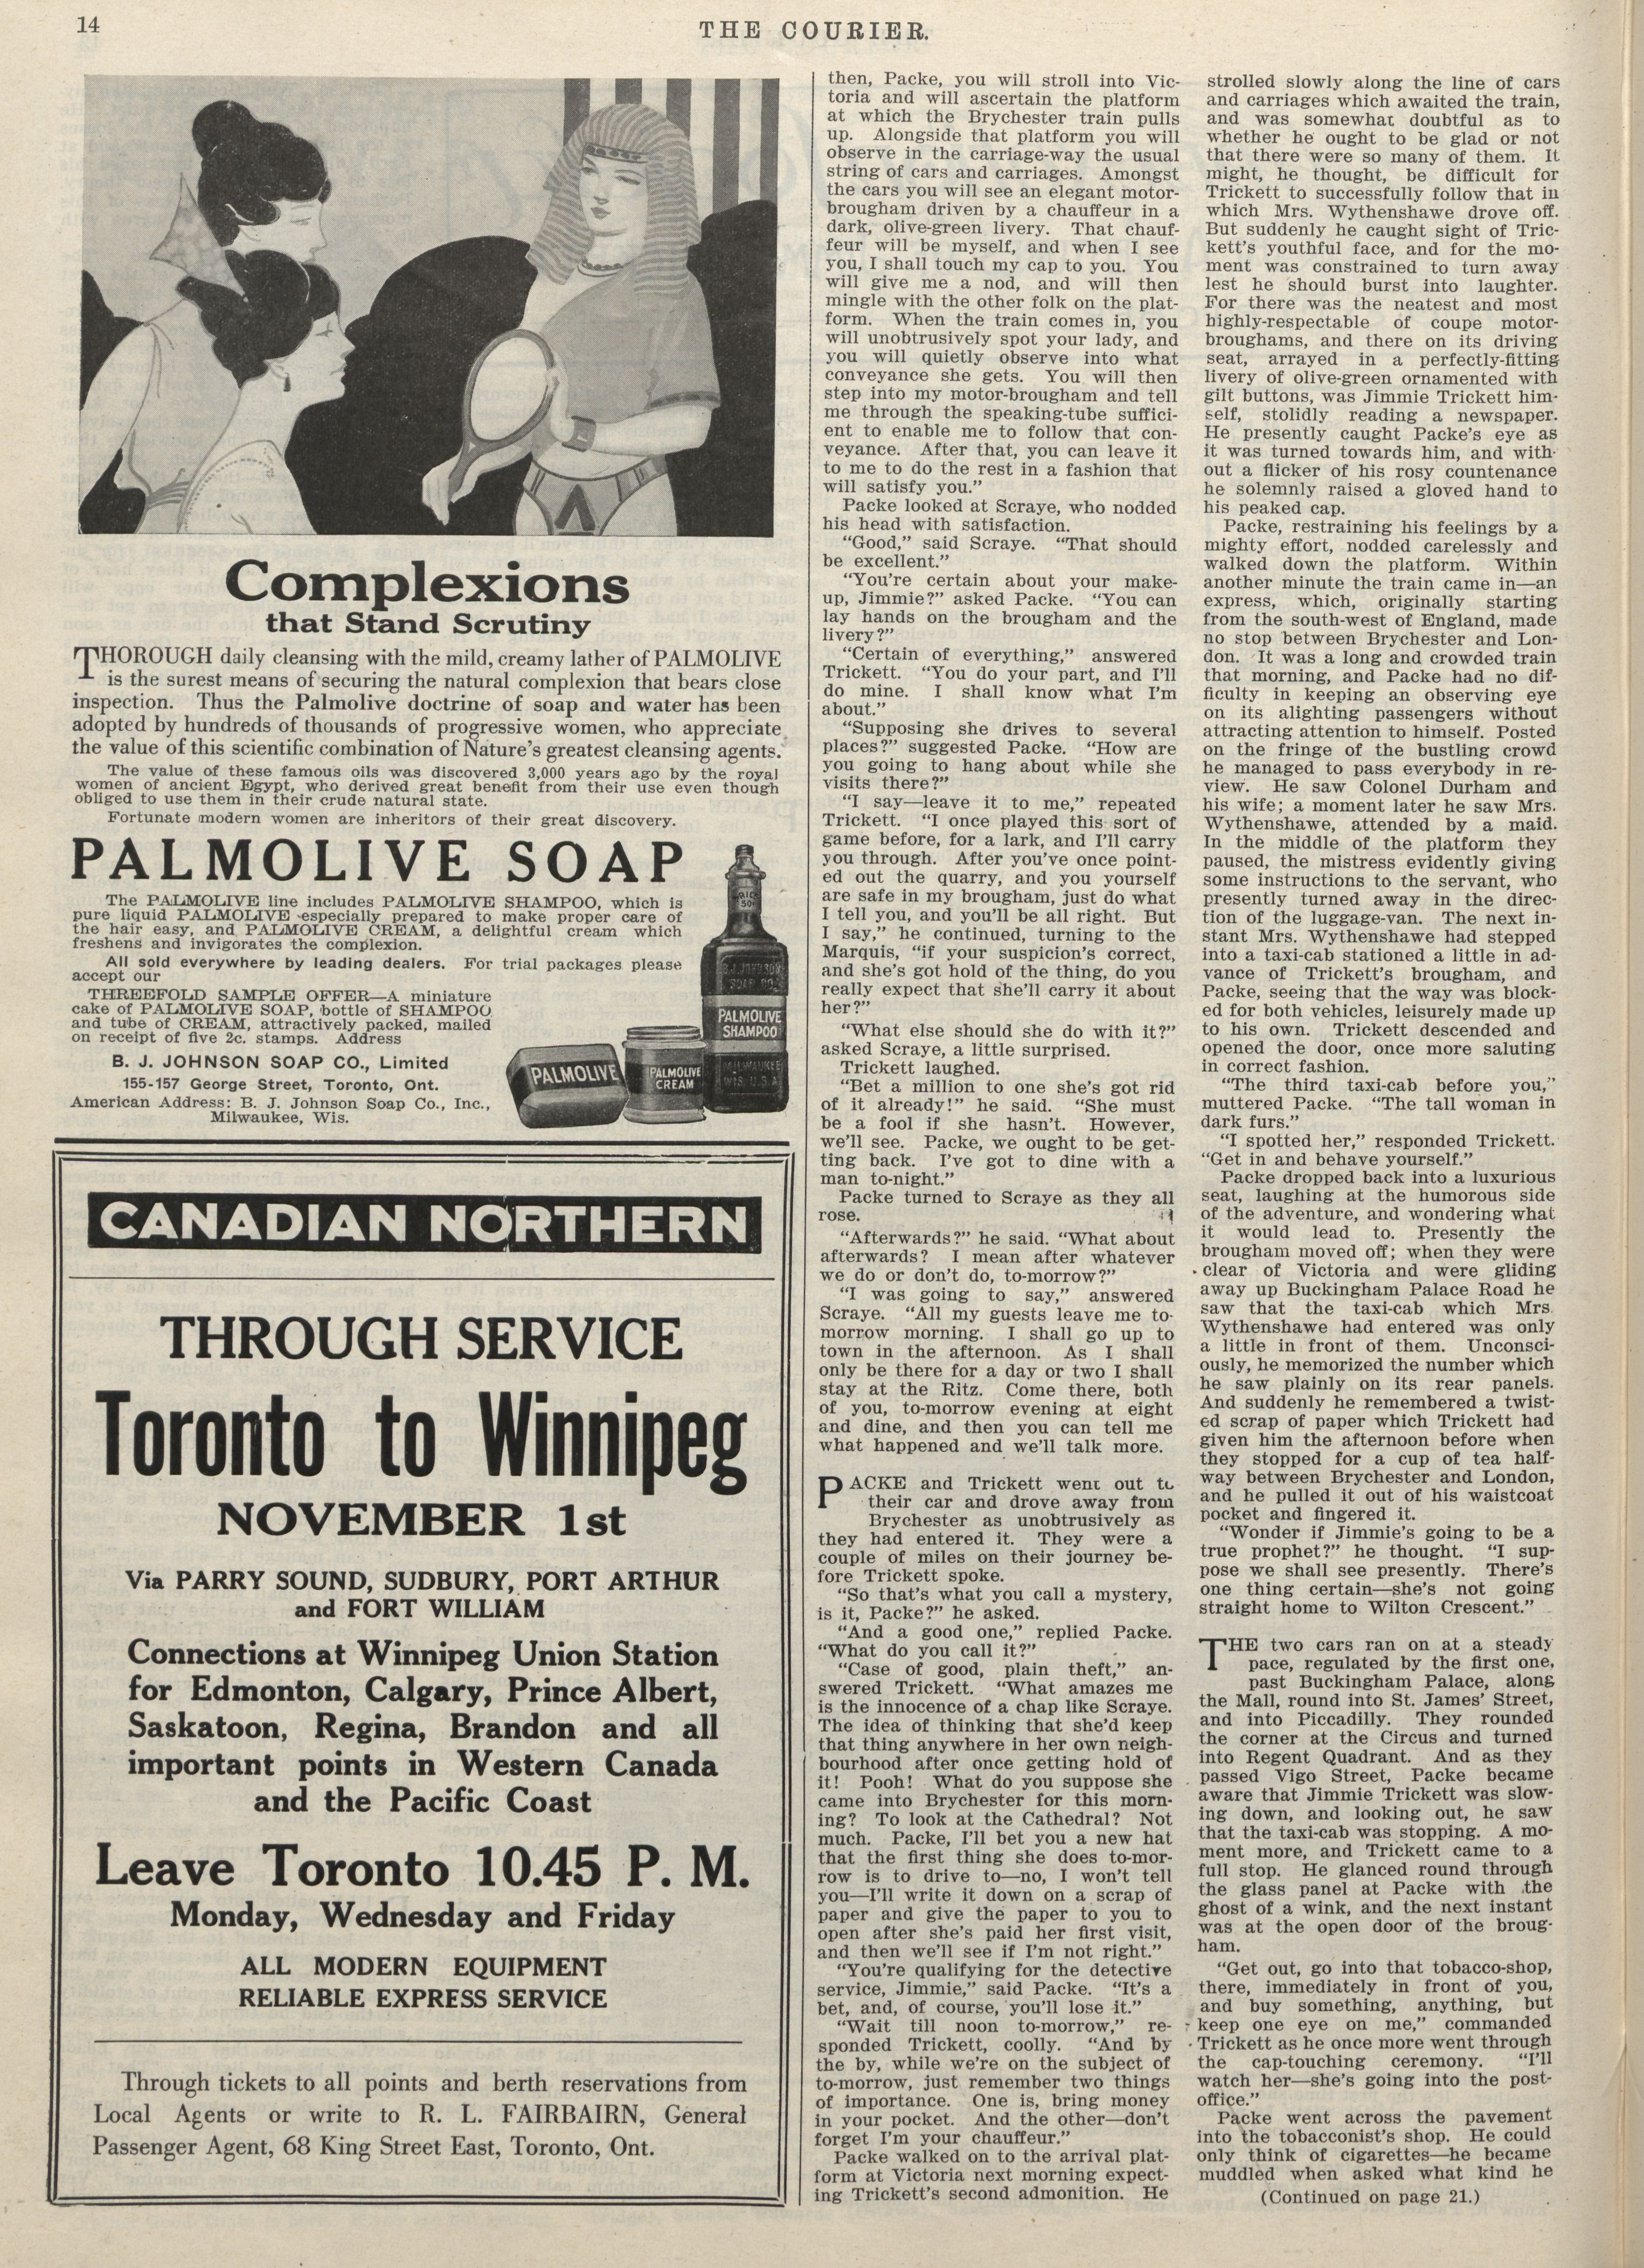 14
THE COURIER.
Complexions
that Stand Scrutiny
THOROUGH daily cleansing with the mild, creamy lather of PALMOLIVE
is the surest means of securing the natural complexion that bears close
inspection. Thus the Palmolive doctrine of soap and water has been
adopted by hundreds of thousands of progressive women, who appreciate
the value of this scientific combination of Nature's greatest cleansing agents.
The value of these famous oils was discovered 3,000 years ago by the royal
women of ancient Egypt, who derived great benefit from their use even though
obliged to use them in their crude natural state.
Fortunate modern women are inheritors of their great discovery.
PALMOLIVE SOAP
The PALMOLIVE line includes PALMOLIVE SHAMPOO, which is
pure liquid PALMOLIVE especially prepared to make proper care of
the hair easy, and PALMOLIVE CREAM, a delightful cream which
freshens and invigorates the complexion.
All sold everywhere by leading dealers. For trial packages please
accept our
THREEFOLD SAMPLE OFFER—A miniature
cake of PALMOLIVE SOAP, bottle of SHAMPOO
and tube of CREAM, attractively packed, mailed
on receipt of five 2c. stamps. Address
B. J. JOHNSON SOAP CO., Limited
155-157 George Street, Toronto, Ont.
American Address: B. J. Johnson Soap Co., Inc.,
Milwaukee, Wis.
PRICE
50¢
B.J. JOHNSON
SOAP CO.
PALMOLIVE
SHAMPOO
MILWAUKEE
WIS. U.S.A.
PALMOLIVE
PALMOLIVE
CREAM
CANADIAN NORTHERN
THROUGH SERVICE
Toronto to Winnipeg
NOVEMBER 1st
Via PARRY SOUND, SUDBURY, PORT ARTHUR
and FORT WILLIAM
Connections at Winnipeg Union Station
for Edmonton, Calgary, Prince Albert,
Saskatoon, Regina, Brandon and all
important points in Western Canada
and the Pacific Coast
Leave Toronto 10.45 P. M.
Monday, Wednesday and Friday
ALL MODERN EQUIPMENT
RELIABLE EXPRESS SERVICE
Through tickets to all points and berth reservations from
Local Agents or write to R. L. FAIRBAIRN, General
Passenger Agent, 68 King Street East, Toronto, Ont.
then, Packe, you will stroll into Vic-
toria and will ascertain the platform
at which the Brychester train pulls
up. Alongside that platform you will
observe in the carriage-way the usual
string of cars and carriages. Amongst
the cars you will see an elegant motor-
brougham driven by a chauffeur in a
dark, olive-green livery. That chauf-
feur will be myself, and when I see
you, I shall touch my cap to you. You
will give me a nod, and will then
mingle with the other folk on the plat-
form. When the train comes in, you
will unobtrusively spot your lady, and
you will quietly observe into what
conveyance she gets. You will then
step into my motor-brougham and tell
me through the speaking-tube suffici-
ent to enable me to follow that con-
veyance. After that, you can leave it
to me to do the rest in a fashion that
will satisfy you."
Packe looked at Scraye, who nodded
his head with satisfaction.
"Good," said Scraye. "That should
be excellent."
"You're certain about your make-
up, Jimmie?" asked Packe. "You can
lay hands on the brougham and the
livery?"
"Certain of everything," answered
Trickett. "You do your part, and I'll
do mine. I shall know what I'm
about."
"Supposing she drives to several
places?" suggested Packe. "How are
you going to hang about while she
visits there?"
"I say—leave it to me," repeated
Trickett. "I once played this sort of
game before, for a lark, and I'll carry
you through. After you've once point-
ed out the quarry, and you yourself
are safe in my brougham, just do what
I tell you, and you'll be all right. But
I say," he continued, turning to the
Marquis, "if your suspicion's correct,
and she's got hold of the thing, do you
really expect that she'll carry it about
her?"
"What else should she do with it?"
asked Scraye, a little surprised.
Trickett laughed.
"Bet a million to one she's got rid
of it already!" he said. "She must
be a fool if she hasn't. However,
we'll see. Packe, we ought to be get-
ting back. I've got to dine with a
man to-night."
Packe turned to Scraye as they all
rose.
"Afterwards?" he said. "What about
afterwards? I mean after whatever
we do or don't do, to-morrow?"
"I was going to say," answered
Scraye. "All my guests leave me to-
morrow morning. I shall go up to
town in the afternoon. As I shall
only be there for a day or two I shall
stay at the Ritz. Come there, both
of you, to-morrow evening at eight
and dine, and then you can tell me
what happened and we'll talk more.
PACKE and Trickett went out to
their car and drove away from
Brychester as unobtrusively as
they had entered it. They were a
couple of miles on their journey be-
fore Trickett spoke.
"So that's what you call a mystery,
is it, Packe?" he asked.
"And a good one," replied Packe.
"What do you call it?"
"Case of good, plain theft," an-
swered Trickett. "What amazes me
is the innocence of a chap like Scraye.
The idea of thinking that she'd keep
that thing anywhere in her own neigh-
bourhood after once getting hold of
it! Pooh! What do you suppose she
came into Brychester for this morn-
ing? To look at the Cathedral? Not
much. Packe, I'll bet you a new hat
that the first thing she does to-mor-
row is to drive to—no, I won't tell
you—I'll write it down on a scrap of
paper and give the paper to you to
open after she's paid her first visit,
and then we'll see if I'm not right."
"You're qualifying for the detective
service, Jimmie," said Packe. "It's a
bet, and, of course, you'll lose it."
"Wait till noon to-morrow," re-
sponded Trickett, coolly. "And by
the by, while we're on the subject of
to-morrow, just remember two things
of importance. One is, bring money
in your pocket. And the other—don't
forget I'm your chauffeur."
Packe walked on to the arrival plat-
form at Victoria next morning expect-
ing Trickett's second admonition. He
strolled slowly along the line of cars
and carriages which awaited the train,
and was somewhat doubtful as to
whether he ought to be glad or not
that there were so many of them. It
might, he thought, be difficult for
Trickett to successfully follow that in
which Mrs. Wythenshawe drove off.
But suddenly he caught sight of Tric-
kett's youthful face, and for the mo-
ment was constrained to turn away
lest he should burst into laughter.
For there was the neatest and most
highly-respectable of coupe motor-
broughams, and there on its driving
seat, arrayed in a perfectly-fitting
livery of olive-green ornamented with
gilt buttons, was Jimmie Trickett him-
self, stolidly reading a newspaper.
He presently caught Packe's eye as
it was turned towards him, and with-
out a flicker of his rosy countenance
he solemnly raised a gloved hand to
his peaked cap.
Packe, restraining his feelings by a
mighty effort, nodded carelessly and
walked down the platform. Within
another minute the train came in—an
express, which, originally starting
from the south-west of England, made
no stop between Brychester and Lon-
don. It was a long and crowded train
that morning, and Packe had no dif-
ficulty in keeping an observing eye
on its alighting passengers without
attracting attention to himself. Posted
on the fringe of the bustling crowd
he managed to pass everybody in re-
view. He saw Colonel Durham and
his wife; a moment later he saw Mrs.
Wythenshawe, attended by a maid.
In the middle of the platform they
paused, the mistress evidently giving
some instructions to the servant, who
presently turned away in the direc-
tion of the luggage-van. The next in-
stant Mrs. Wythenshawe had stepped
into a taxi-cab stationed a little in ad-
vance of Trickett's brougham, and
Packe, seeing that the way was block-
ed for both vehicles, leisurely made up
to his own. Trickett descended and
opened the door, once more saluting
in correct fashion.
"The third taxi-cab before you,"
muttered Packe. "The tall woman in
dark furs."
"I spotted her," responded Trickett.
"Get in and behave yourself."
Packe dropped back into a luxurious
seat, laughing at the humorous side
of the adventure, and wondering what
it would lead to. Presently the
brougham moved off; when they were
clear of Victoria and were gliding
away up Buckingham Palace Road he
saw that the taxi-cab which Mrs.
Wythenshawe had entered was only
a little in front of them. Unconsci-
ously, he memorized the number which
he saw plainly on its rear panels.
And suddenly he remembered a twist-
ed scrap of paper which Trickett had
given him the afternoon before when
they stopped for a cup of tea half-
way between Brychester and London,
and he pulled it out of his waistcoat
pocket and fingered it.
"Wonder if Jimmie's going to be a
true prophet?" he thought. "I sup-
pose we shall see presently. There's
one thing certain—she's not going
straight home to Wilton Crescent."
THE two cars ran on at a steady
pace, regulated by the first one,
past Buckingham Palace, along
the Mall, round into St. James' Street,
and into Piccadilly. They rounded
the corner at the Circus and turned
into Regent Quadrant. And as they
passed Vigo Street, Packe became
aware that Jimmie Trickett was slow-
ing down, and looking out, he saw
that the taxi-cab was stopping. A mo-
ment more, and Trickett came to a
full stop. He glanced round through
the glass panel at Packe with the
ghost of a wink, and the next instant
was at the open door of the broug-
ham.
"Get out, go into that tobacco-shop,
there, immediately in front of you,
and buy something, anything, but
keep one eye on me," commanded
Trickett as he once more went through
the cap-touching ceremony. "I'll
watch her—she's going into the post-
office."
Packe went across the pavement
into the tobacconist's shop. He could
only think of cigarettes—he became
muddled when asked what kind he
(Continued on page 21.)